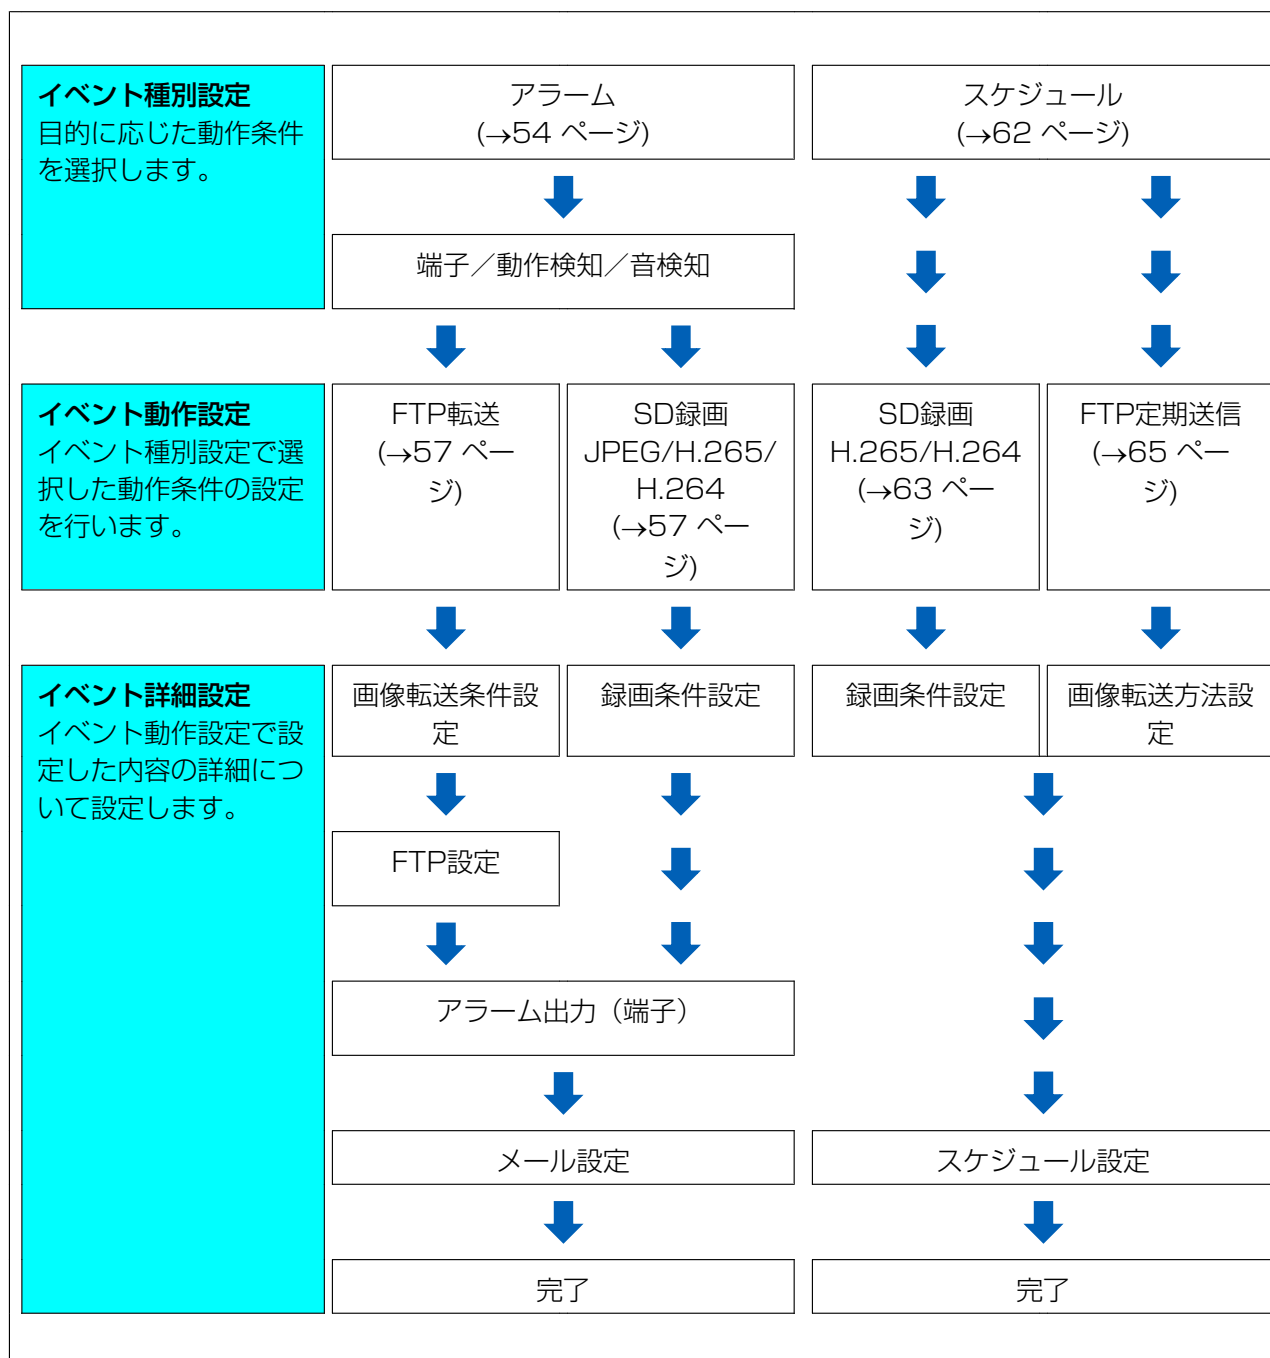 イベント種別設定
目的に応じた動作条件
を選択します。
アラーム
(→54 ページ)
スケジュール
(→62 ページ)
端子／動作検知／音検知
イベント動作設定
イベント種別設定で選
択した動作条件の設定
を行います。
FTP転送
(→57 ペー
ジ)
SD録画
JPEG/H.265/
H.264
(→57 ペー
ジ)
SD録画
H.265/H.264
(→63 ペー
ジ)
FTP定期送信
(→65 ペー
ジ)
イベント詳細設定
イベント動作設定で設
定した内容の詳細につ
いて設定します。
画像転送条件設
定
録画条件設定
録画条件設定
画像転送方法設
定
FTP設定
アラーム出力（端子）
メール設定
スケジュール設定
完了
完了